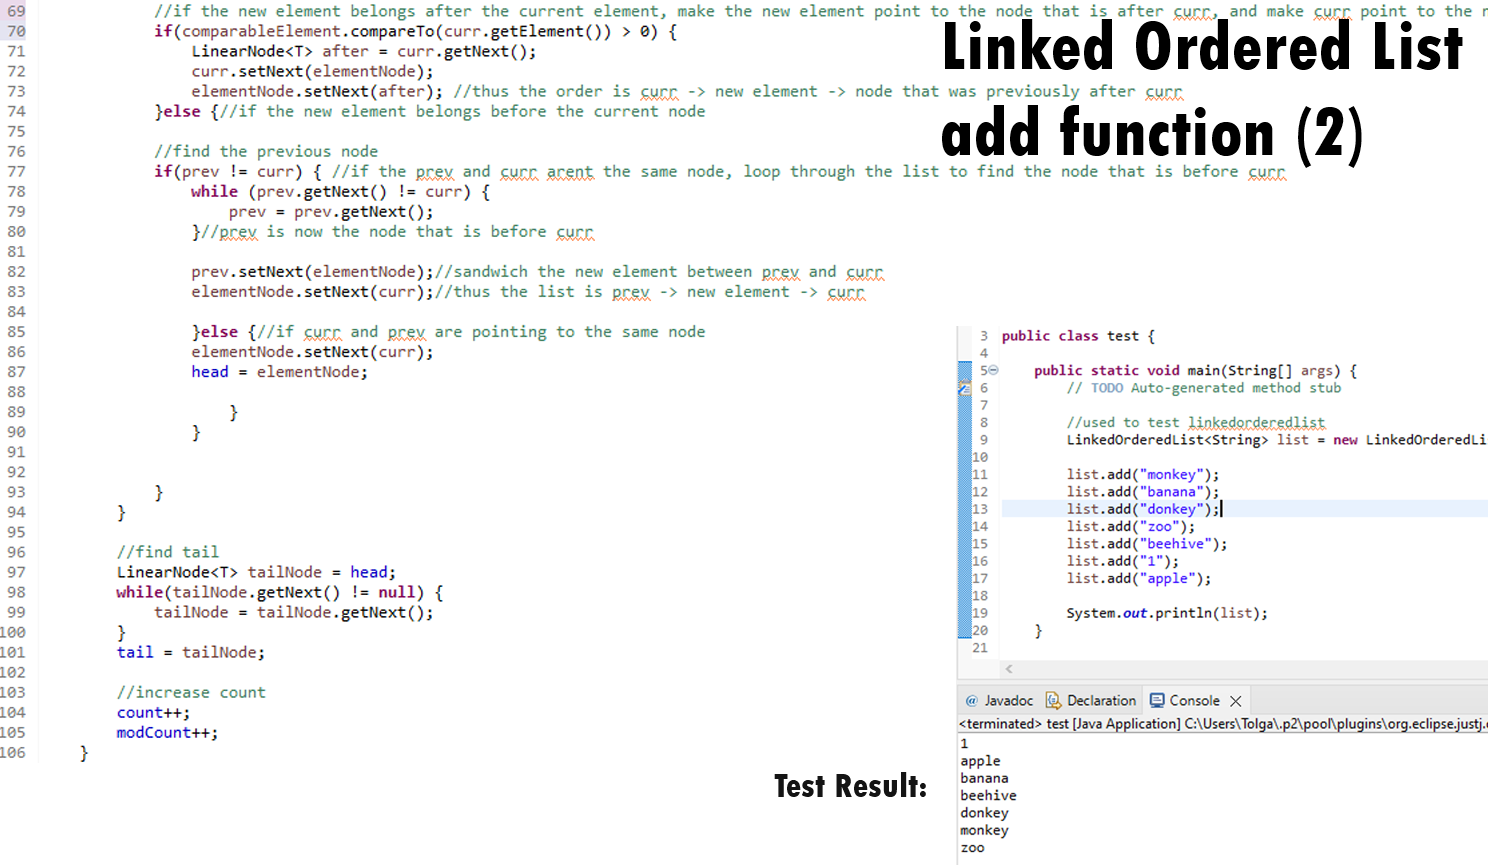 Linked Ordered List
add function (2)
69 //if the new element belongs after the current element, make the new element point to the node that is after curr, and make curr point to the
70 if(comparableElement.compareTo(curr.getElement()) > 0) {
71 LinearNode<T> after = curr.getNext();
72 curr.setNext(elementNode);
73 elementNode.setNext(after); //thus the order is curr -> new element -> node that was previously after curr
74 }else {//if the new element belongs before the current node
75
76 //find the previous node
77 if(prev != curr) { //if the prev and curr arent the same node, loop through the list to find the node that is before curr
78 while (prev.getNext() != curr) {
79 prev = prev.getNext();
80 }//prev is now the node that is before curr
81
82 prev.setNext(elementNode);//sandwich the new element between prev and curr
83 elementNode.setNext(curr);//thus the list is prev -> new element -> curr
84
85 }else {//if curr and prev are pointing to the same node
86 elementNode.setNext(curr);
87 head = elementNode;
88
89 }
90 }
91
92
93 }
94 }
95
96 //find tail
97 LinearNode<T> tailNode = head;
98 while(tailNode.getNext() != null) {
99 tailNode = tailNode.getNext();
100 }
101 tail = tailNode;
102
103 //increase count
104 count++;
105 modCount++;
106 }
3 public class test {
4
5 public static void main(String[] args) {
6 // TODO Auto-generated method stub
7
8 //used to test linkedorderedlist
9 LinkedOrderedList<String> list = new LinkedOrderedLi
10
11 list.add("monkey");
12 list.add("banana");
13 list.add("donkey");
14 list.add("zoo");
15 list.add("beehive");
16 list.add("1");
17 list.add("apple");
18
19 System.out.println(list);
20 }
21
@ Javadoc Declaration Console
<terminated> test [Java Application] C:\Users\Tolga\.p2\pool\plugins\org.eclipse.justj.
Test Result:
1
apple
banana
beehive
donkey
monkey
zoo